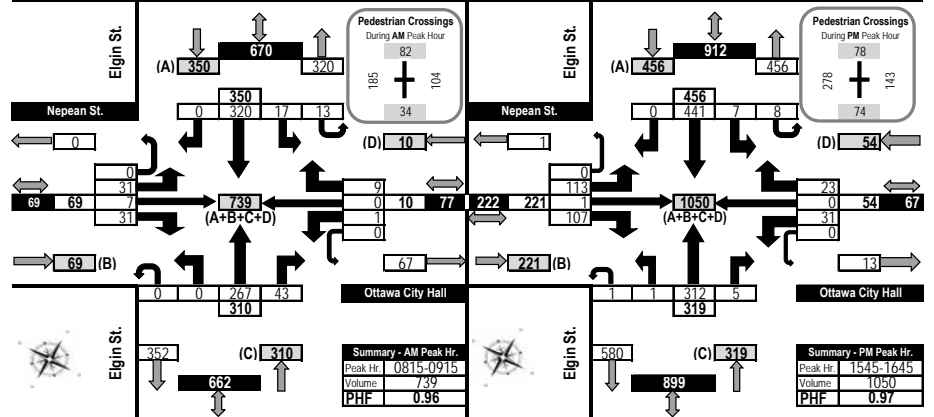 Elgin St.
670
(A) 350
320
Pedestrian Crossings
During AM Peak Hour
82
185
104
34
350
0 320 17 13
Nepean St.
0
(D) 10
0
31
7
31
69 69
739
(A+B+C+D)
9
0
1
0
10 77
69 (B)
67
0 0 267 43
310
Ottawa City Hall
Elgin St.
352
(C) 310
662
Summary - AM Peak Hr.
Peak Hr. 0815-0915
Volume 739
PHF 0.96
Elgin St.
912
(A) 456
456
Pedestrian Crossings
During PM Peak Hour
78
278
143
74
456
0 441 7 8
Nepean St.
1
(D) 54
0
113
1
107
222 221
1050
(A+B+C+D)
23
0
31
0
54 67
221 (B)
13
1 1 312 5
319
Ottawa City Hall
Elgin St.
580
(C) 319
899
Summary - PM Peak Hr.
Peak Hr. 1545-1645
Volume 1050
PHF 0.97